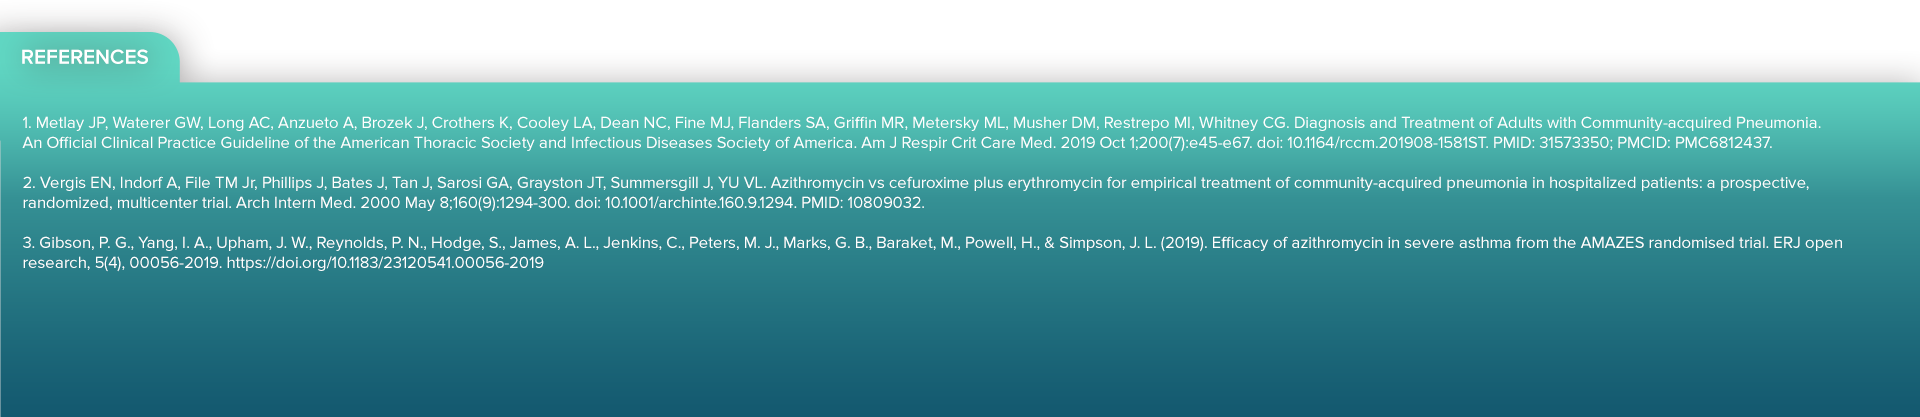 REFERENCES
1. Metlay JP, Waterer GW, Long AC, Anzueto A, Brozek J, Crothers K, Cooley LA, Dean NC, Fine MJ, Flanders SA, Griffin MR, Metersky ML, Musher DM, Restrepo MI, Whitney CG. Diagnosis and Treatment of Adults with Community-acquired Pneumonia.
An Official Clinical Practice Guideline of the American Thoracic Society and Infectious Diseases Society of America. Am J Respir Crit Care Med. 2019 Oct 1;200(7):e45-e67. doi: 10.1164/rccm.201908-1581ST. PMID: 31573350; PMCID: PMC6812437.
2. Vergis EN, Indorf A, File TM Jr, Phillips J, Bates J, Tan J, Sarosi GA, Grayston JT, Summersgill J, YU VL. Azithromycin vs cefuroxime plus erythromycin for empirical treatment of community-acquired pneumonia in hospitalized patients: a prospective,
randomized, multicenter trial. Arch Intern Med. 2000 May 8;160(9):1294-300. doi: 10.1001/archinte.160.9.1294. PMID: 10809032.
3. Gibson, P. G., Yang, I. A., Upham, J. W., Reynolds, P. N., Hodge, S., James, A. L., Jenkins, C., Peters, M. J., Marks, G. B., Baraket, M., Powell, H., & Simpson, J. L. (2019). Efficacy of azithromycin in severe asthma from the AMAZES randomised trial. ERJ open
research, 5(4), 00056-2019. https://doi.org/10.1183/23120541.00056-2019